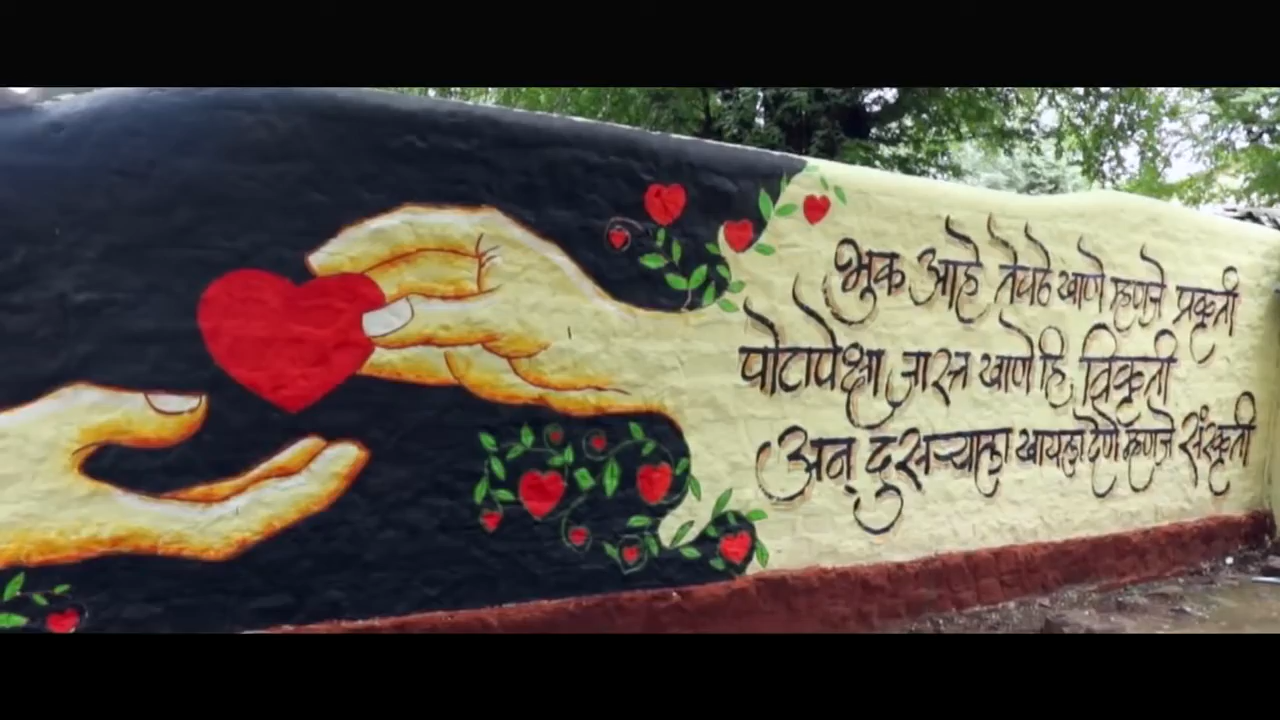 भुक आहे तेवढे खाणे म्हणजे प्रकृती
पोटापेक्षा जास्त खाणे हि विकृती
अन् दुसऱ्याला खायला देणे म्हणजे संस्कृती